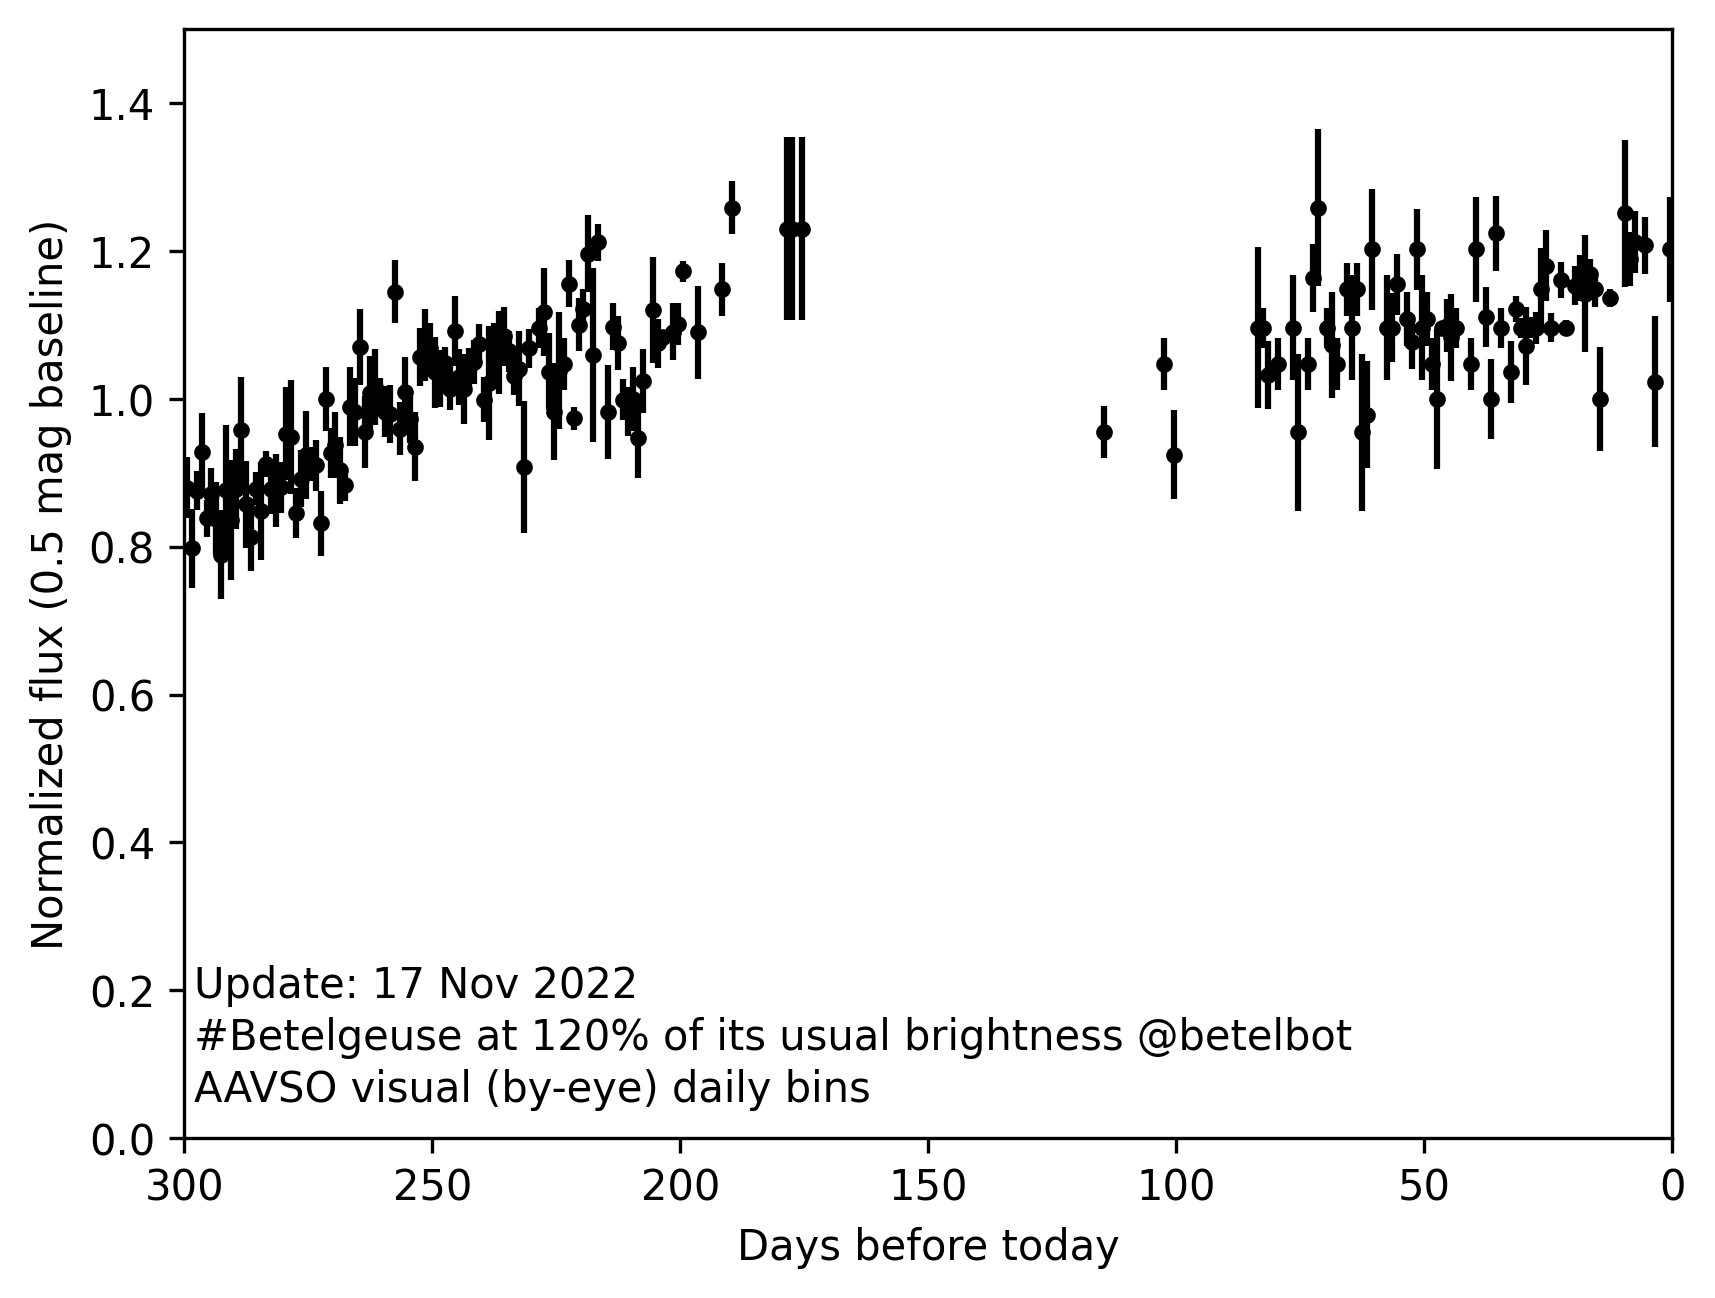 Normalized flux (0.5 mag baseline)
1.4
1.2
1.0
0.8
0.6
0.4
0.2
0.0
Update: 17 Nov 2022
#Betelgeuse at 120% of its usual brightness @betelbot
AAVSO visual (by-eye) daily bins
300 250 200 150 100 50 0
Days before today